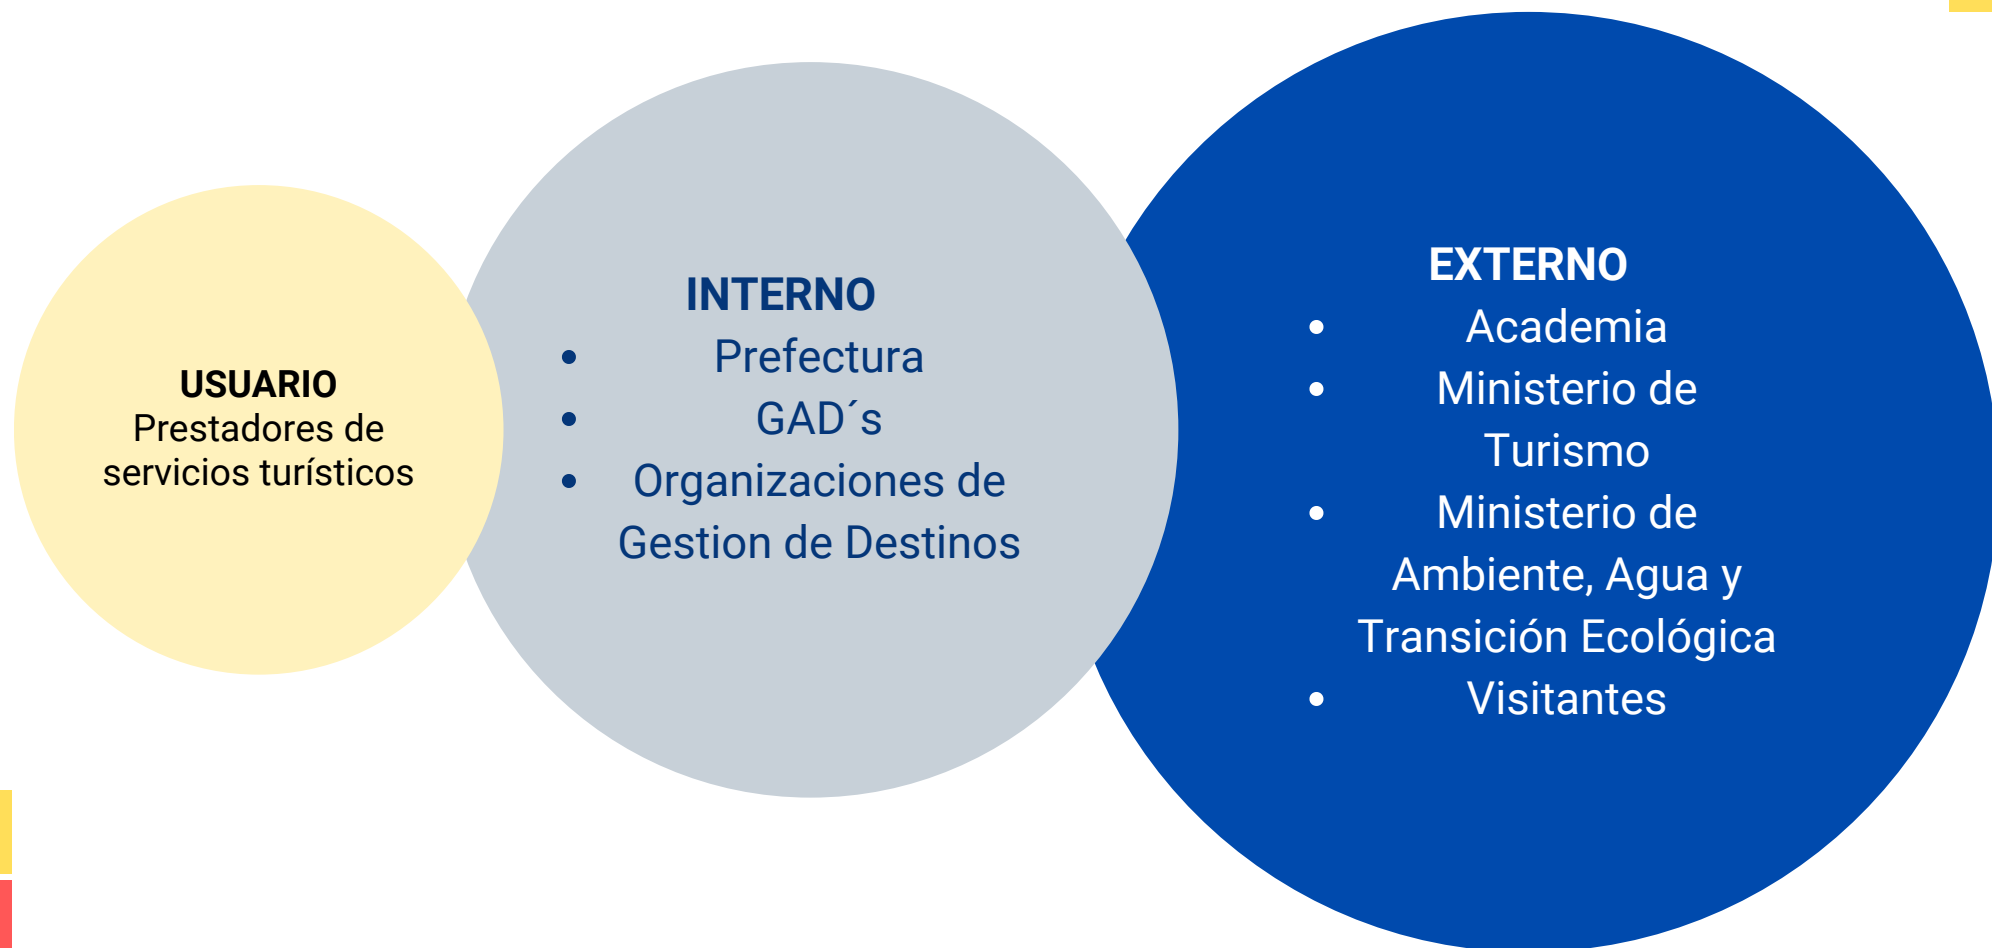 USUARIO
Prestadores de
servicios turísticos
INTERNO
• Prefectura
• GAD´s
• Organizaciones de
Gestion de Destinos
EXTERNO
• Academia
• Ministerio de
Turismo
• Ministerio de
Ambiente, Agua y
Transición Ecológica
• Visitantes